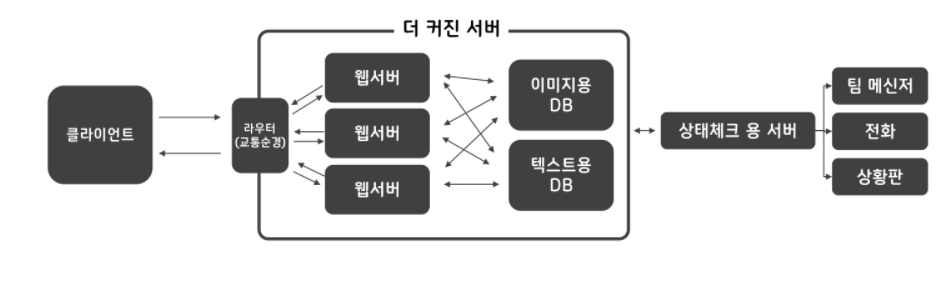 더 커진 서버
클라이언트
라우터
(교통순경)
웹서버
웹서버
웹서버
이미지용
DB
텍스트용
DB
상태체크 용 서버
팀 메신저
전화
상황판